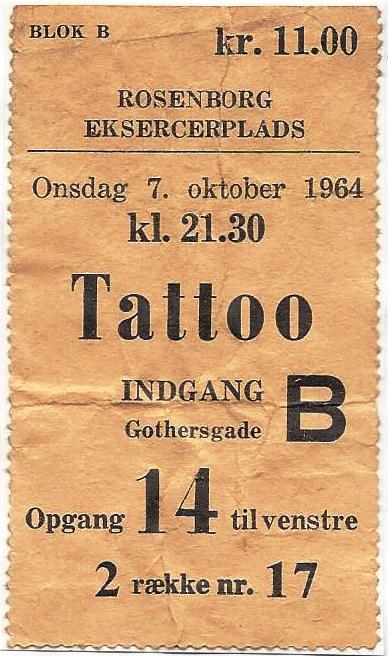 BLOK B
kr. 11.00
ROSENBORG
EKSERCERPLADS
Onsdag 7. oktober 1964
kl. 21.30
Tattoo
INDGANG B
Gothersgade
Opgang 14 til venstre
2 række nr. 17